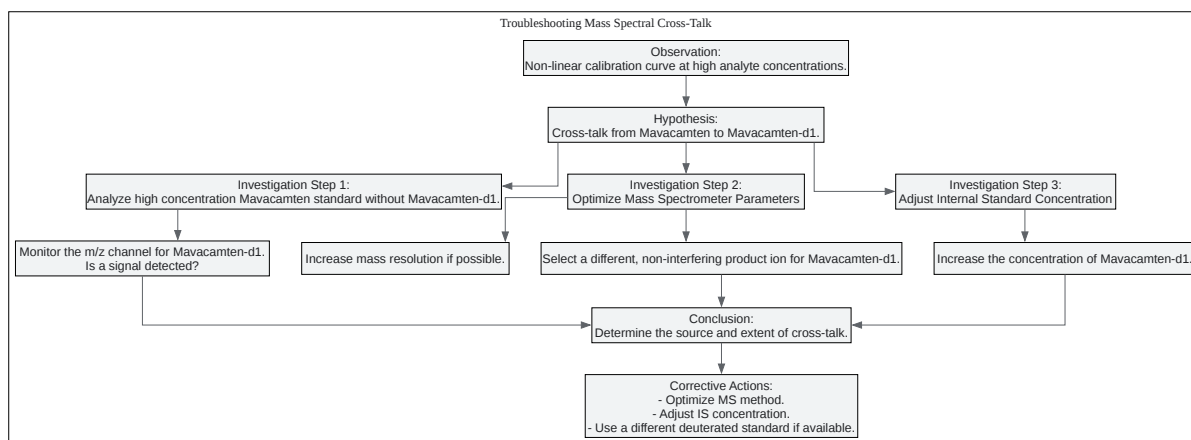 Troubleshooting Mass Spectral Cross-Talk
Observation:
Non-linear calibration curve at high analyte concentrations.
Hypothesis:
Cross-talk from Mavacamten to Mavacamten-d1.
Investigation Step 1:
Analyze high concentration Mavacamten standard without Mavacamten-d1.
Investigation Step 2:
Optimize Mass Spectrometer Parameters
Investigation Step 3:
Adjust Internal Standard Concentration
Monitor the m/z channel for Mavacamten-d1.
Is a signal detected?
Increase mass resolution if possible.
Select a different, non-interfering product ion for Mavacamten-d1.
Increase the concentration of Mavacamten-d1.
Conclusion:
Determine the source and extent of cross-talk.
Corrective Actions:
- Optimize MS method.
- Adjust IS concentration.
- Use a different deuterated standard if available.